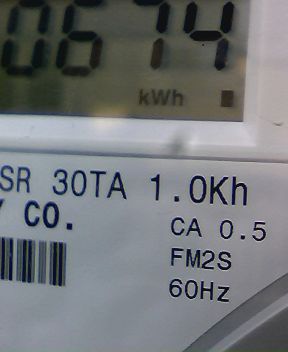 0674
kWh
SR 30TA 1.0Kh
Y CO.
CA 0.5
FM2S
60Hz